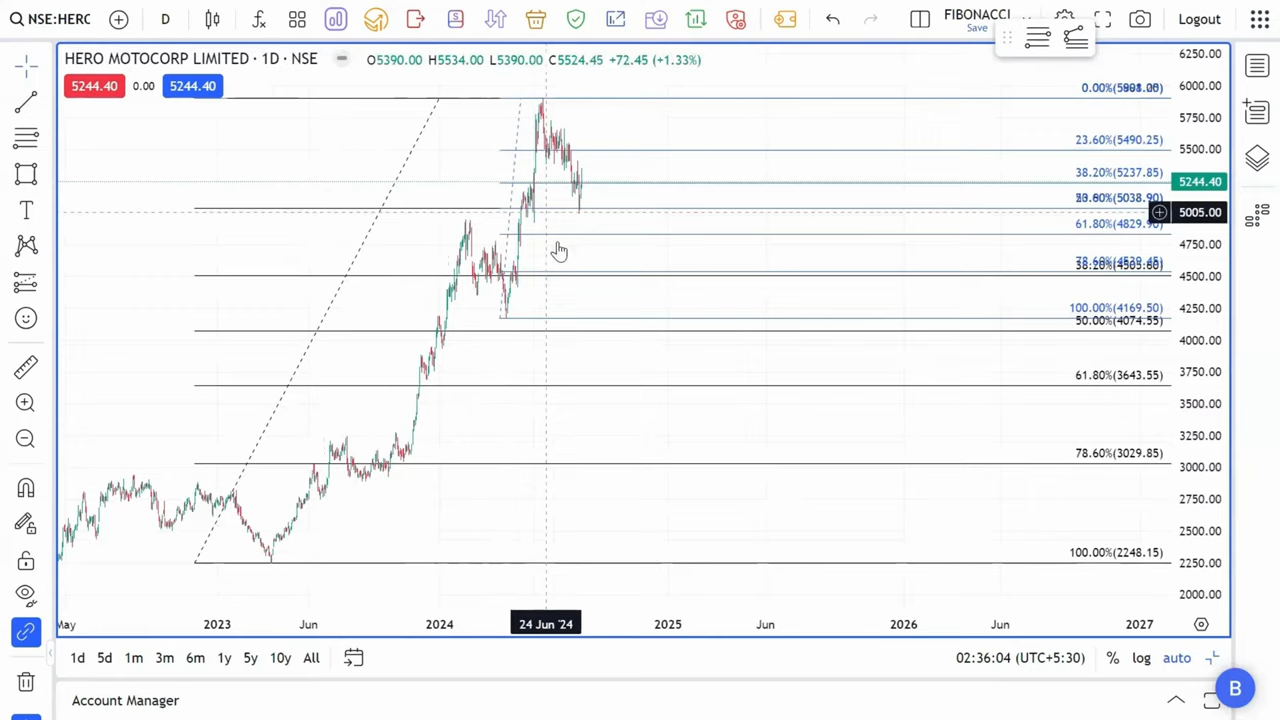 NSE:HERC
D
FIBONACCI
Save
Logout
HERO MOTOCORP LIMITED · 1D · NSE
O5390.00 H5534.00 L5390.00 C5524.45 +72.45 (+1.33%)
5244.40 0.00 5244.40
6250.00
6000.00
5750.00
5500.00
5244.40
5005.00
4750.00
4500.00
4250.00
4000.00
3750.00
3500.00
3250.00
3000.00
2750.00
2500.00
2250.00
2000.00
23.60%(5490.25)
38.20%(5237.85)
61.80%(4829.90)
100.00%(4169.50)
50.00%(4074.55)
61.80%(3643.55)
78.60%(3029.85)
100.00%(2248.15)
May 2023 Jun 2024 24 Jun '24 2025 Jun 2026 Jun 2027
1d 5d 1m 3m 6m 1y 5y 10y All
02:36:04 (UTC+5:30) % log auto
B
Account Manager